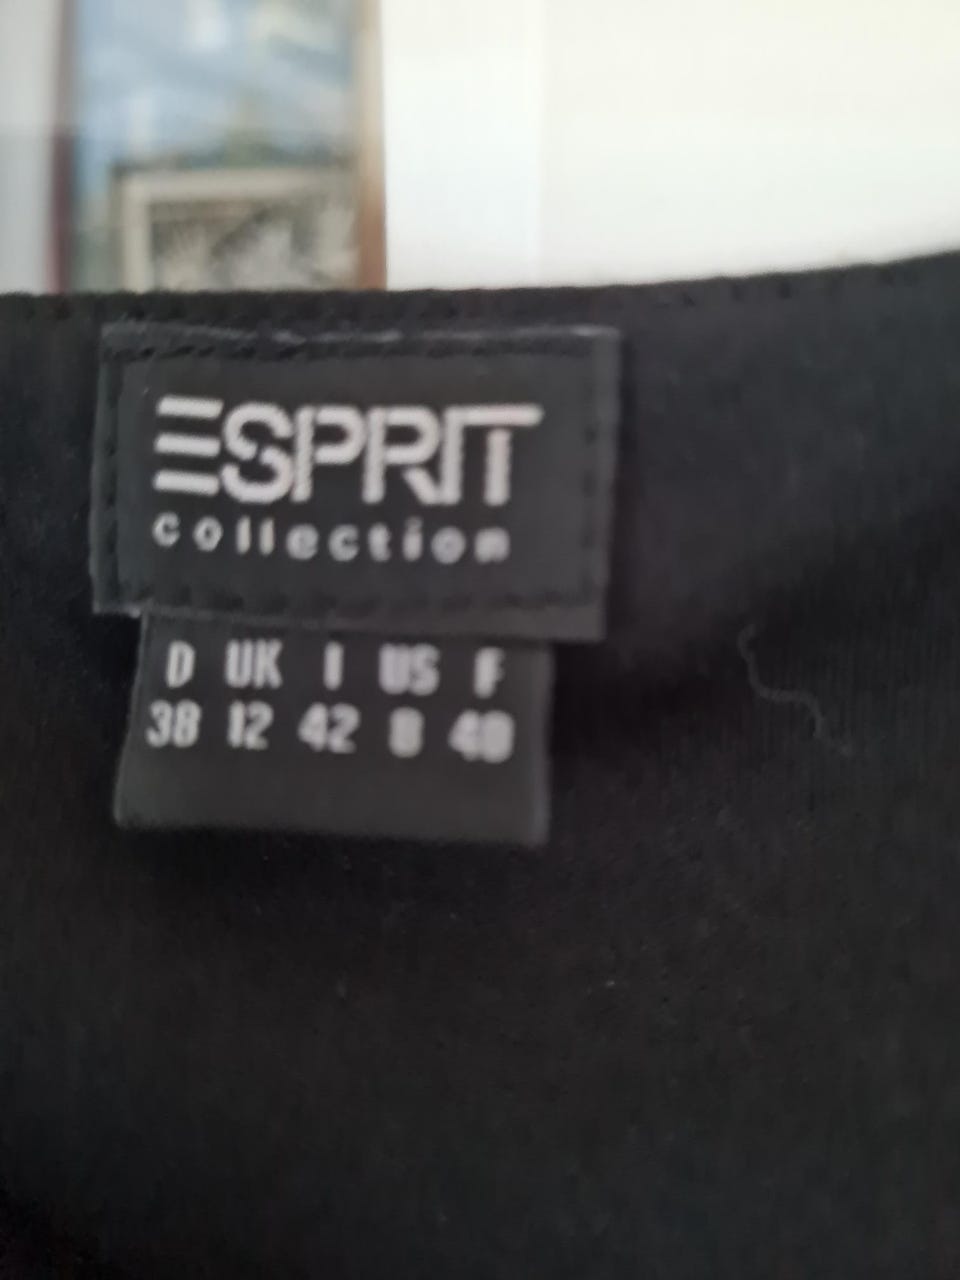 ESPRIT
collection
D UK I US F
38 12 42 8 40